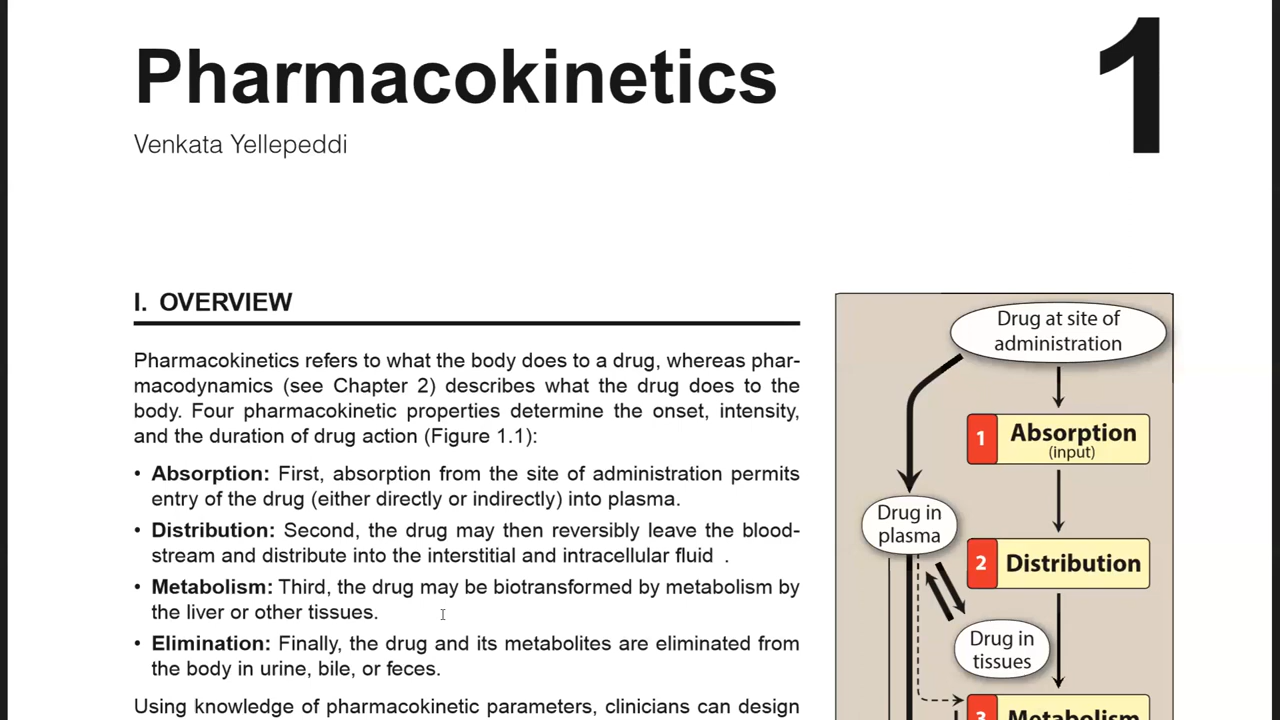 Pharmacokinetics
1
Venkata Yellepeddi
I. OVERVIEW
Pharmacokinetics refers to what the body does to a drug, whereas phar-
macodynamics (see Chapter 2) describes what the drug does to the
body. Four pharmacokinetic properties determine the onset, intensity,
and the duration of drug action (Figure 1.1):
• Absorption: First, absorption from the site of administration permits
entry of the drug (either directly or indirectly) into plasma.
• Distribution: Second, the drug may then reversibly leave the blood-
stream and distribute into the interstitial and intracellular fluid .
• Metabolism: Third, the drug may be biotransformed by metabolism by
the liver or other tissues.
• Elimination: Finally, the drug and its metabolites are eliminated from
the body in urine, bile, or feces.
Using knowledge of pharmacokinetic parameters, clinicians can design
Drug at site of
administration
1 Absorption
(input)
Drug in
plasma
2 Distribution
Drug in
tissues
3 Metabolism